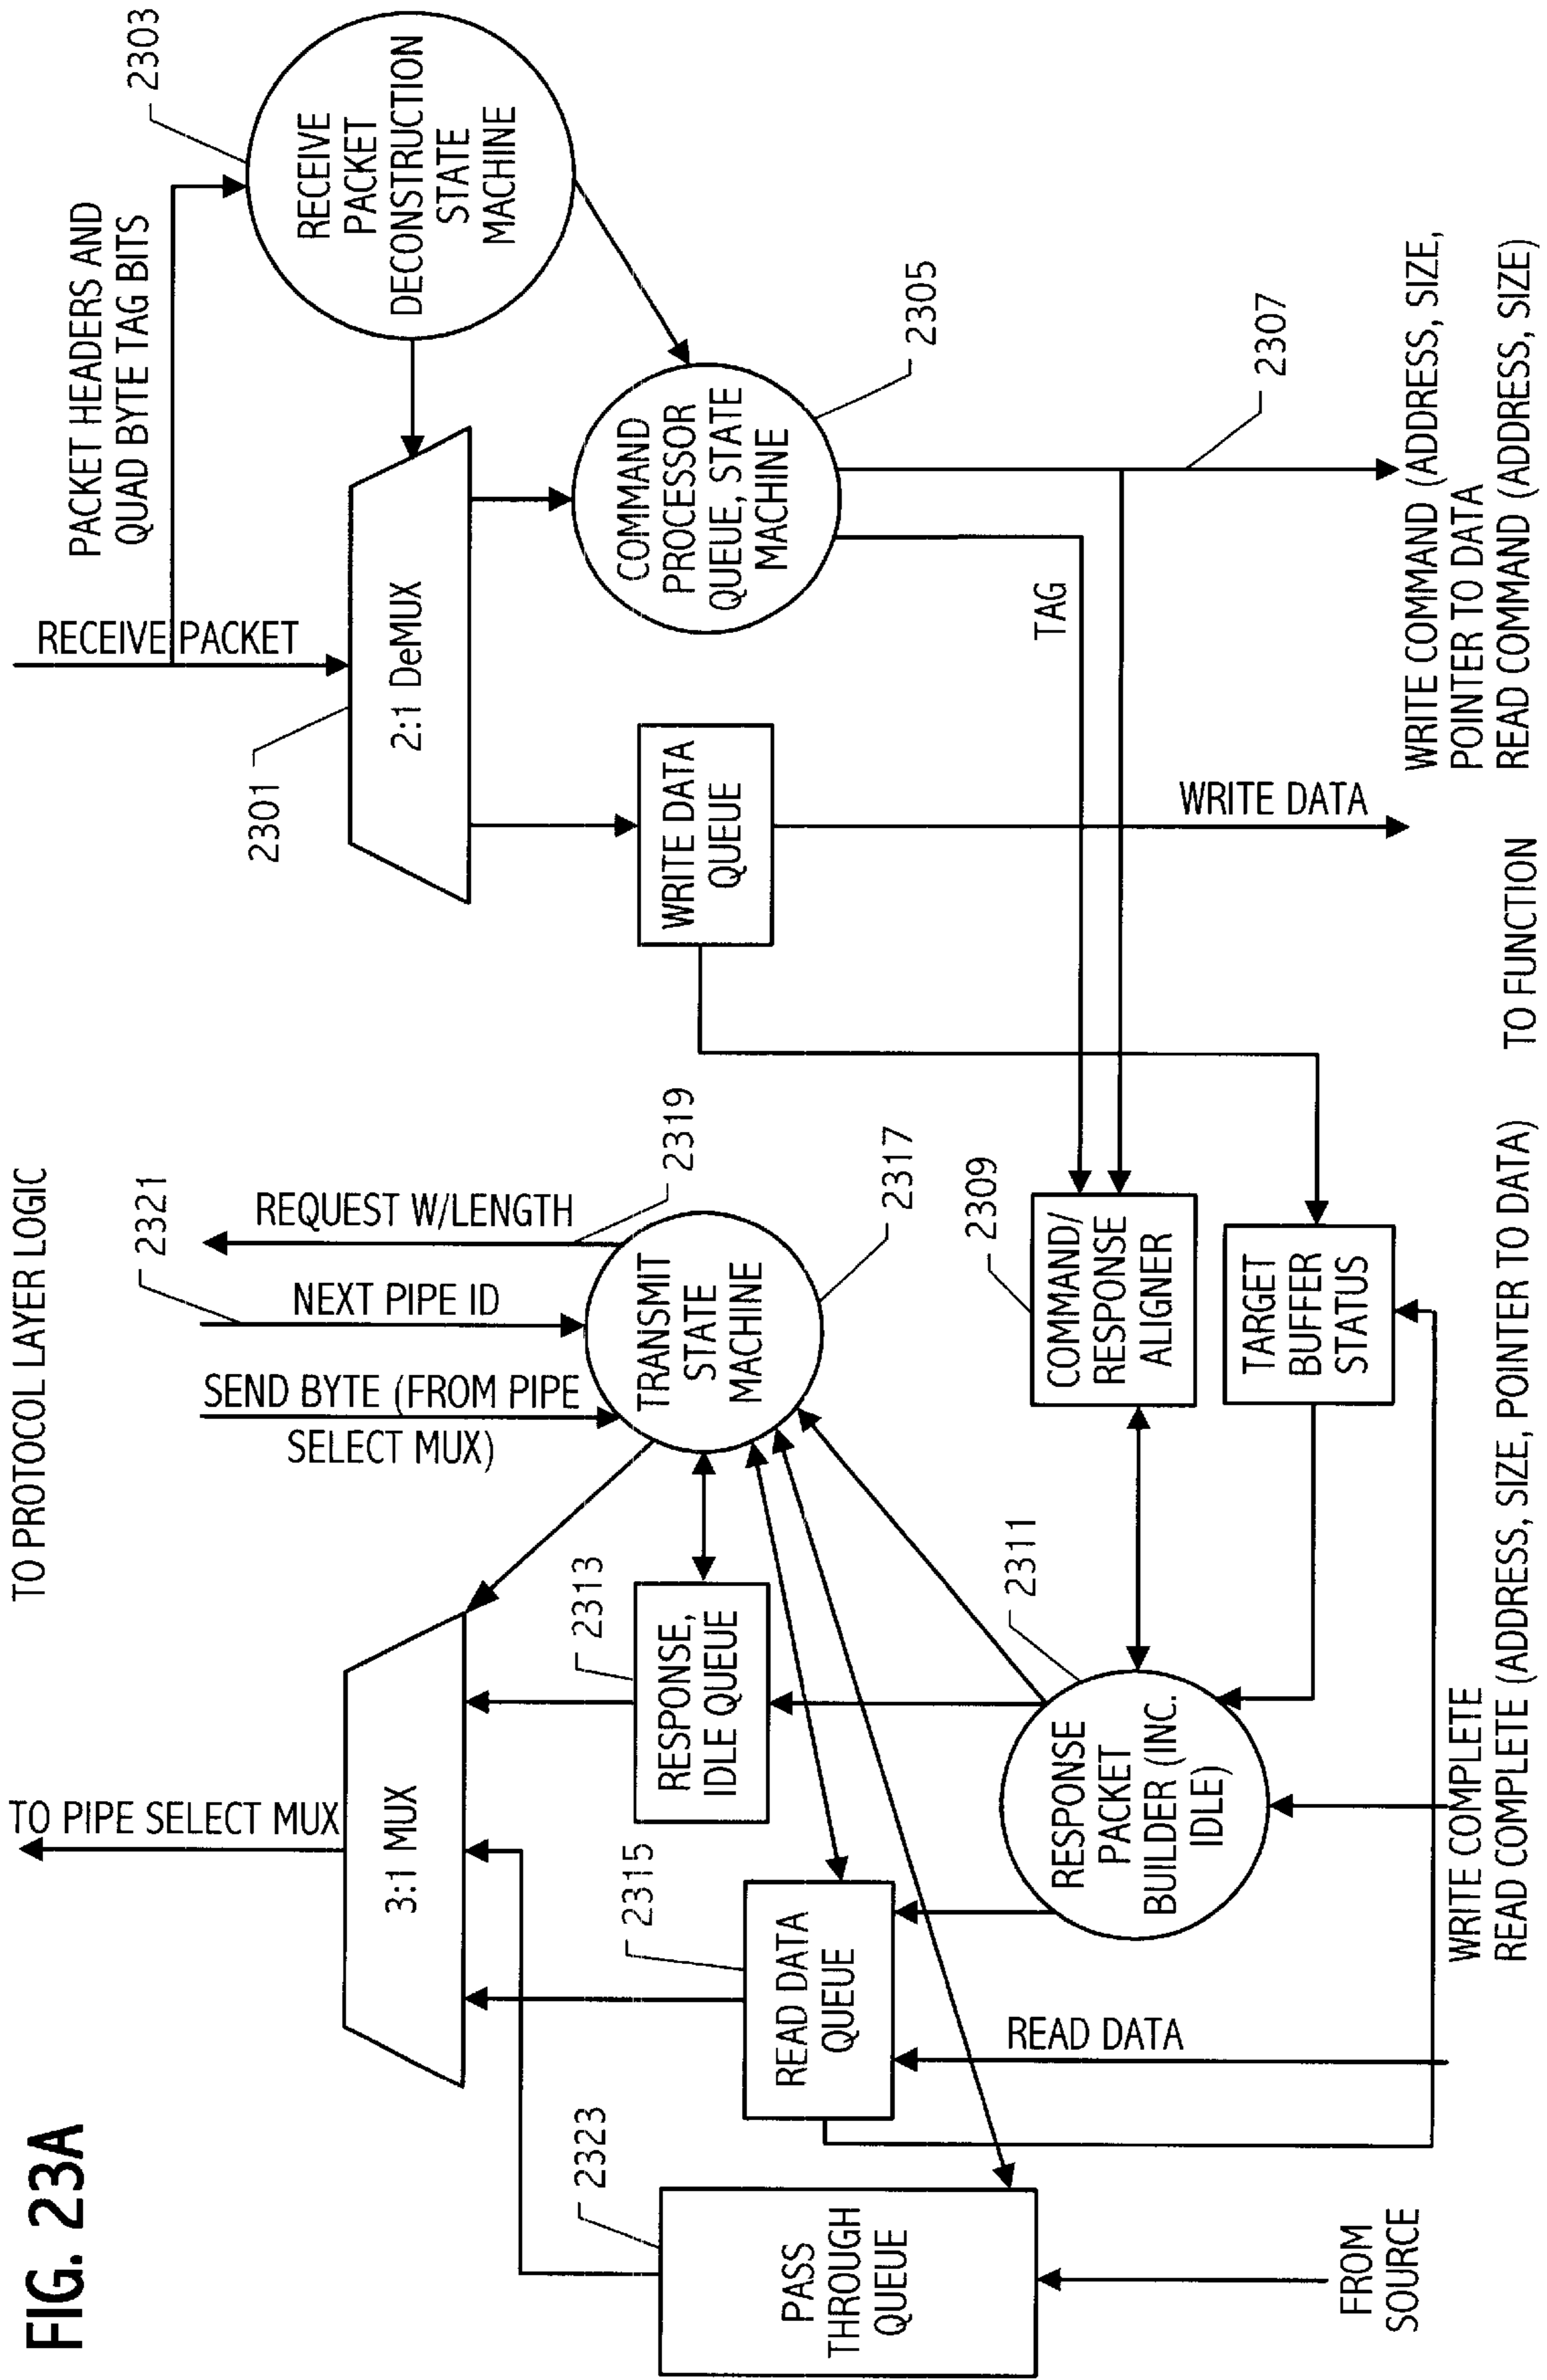 FIG. 23A
TO PROTOCOL LAYER LOGIC
TO PIPE SELECT MUX
3:1 MUX
2321
REQUEST W/LENGTH
NEXT PIPE ID
SEND BYTE (FROM PIPE
SELECT MUX)
2319
TRANSMIT
STATE
MACHINE
2317
2313
RESPONSE,
IDLE QUEUE
2315
READ DATA
QUEUE
2323
PASS
THROUGH
QUEUE
FROM
SOURCE
READ DATA
2311
RESPONSE
PACKET
BUILDER (INC.
IDLE)
2309
COMMAND/
RESPONSE
ALIGNER
TARGET
BUFFER
STATUS
WRITE COMPLETE
READ COMPLETE (ADDRESS, SIZE, POINTER TO DATA)
TO FUNCTION
RECEIVE PACKET
PACKET HEADERS AND
QUAD BYTE TAG BITS
2303
RECEIVE
PACKET
DECONSTRUCTION
STATE
MACHINE
2301
2:1 DeMUX
WRITE DATA
QUEUE
COMMAND
PROCESSOR
QUEUE, STATE
MACHINE
2305
TAG
2307
WRITE DATA
WRITE COMMAND (ADDRESS, SIZE,
POINTER TO DATA
READ COMMAND (ADDRESS, SIZE)